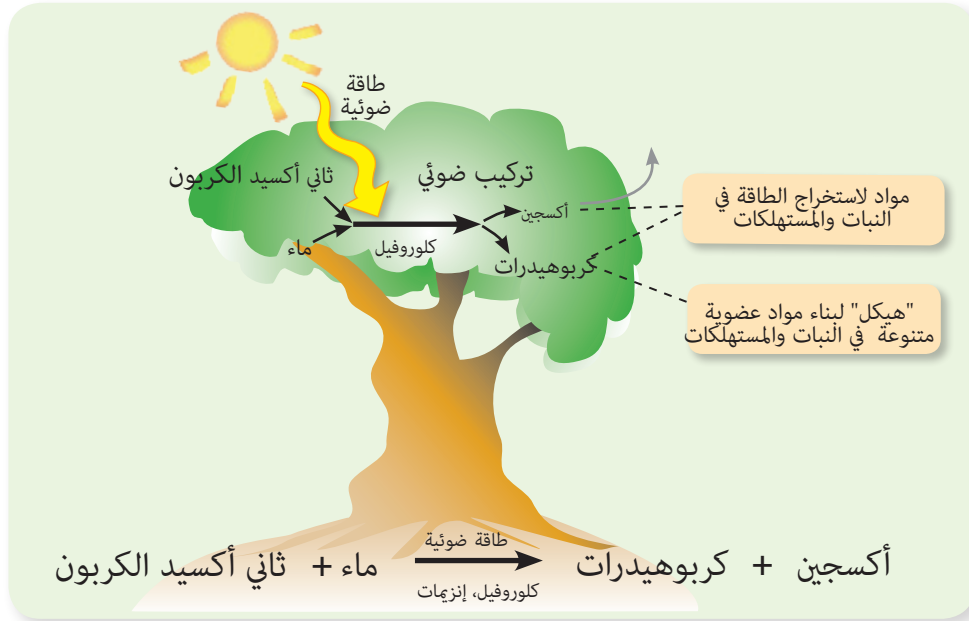 طاقة
ضوئية
تركيب ضوئي
ثاني أكسيد الكربون
أكسجين
ماء
كلوروفيل
كربوهيدرات
مواد لاستخراج الطاقة في
النبات والمستهلكات
"هيكل" لبناء مواد عضوية
متنوعة في النبات والمستهلكات
ثاني أكسيد الكربون + ماء طاقة ضوئية كربوهيدرات + أكسجين
كلوروفيل، إنزيمات